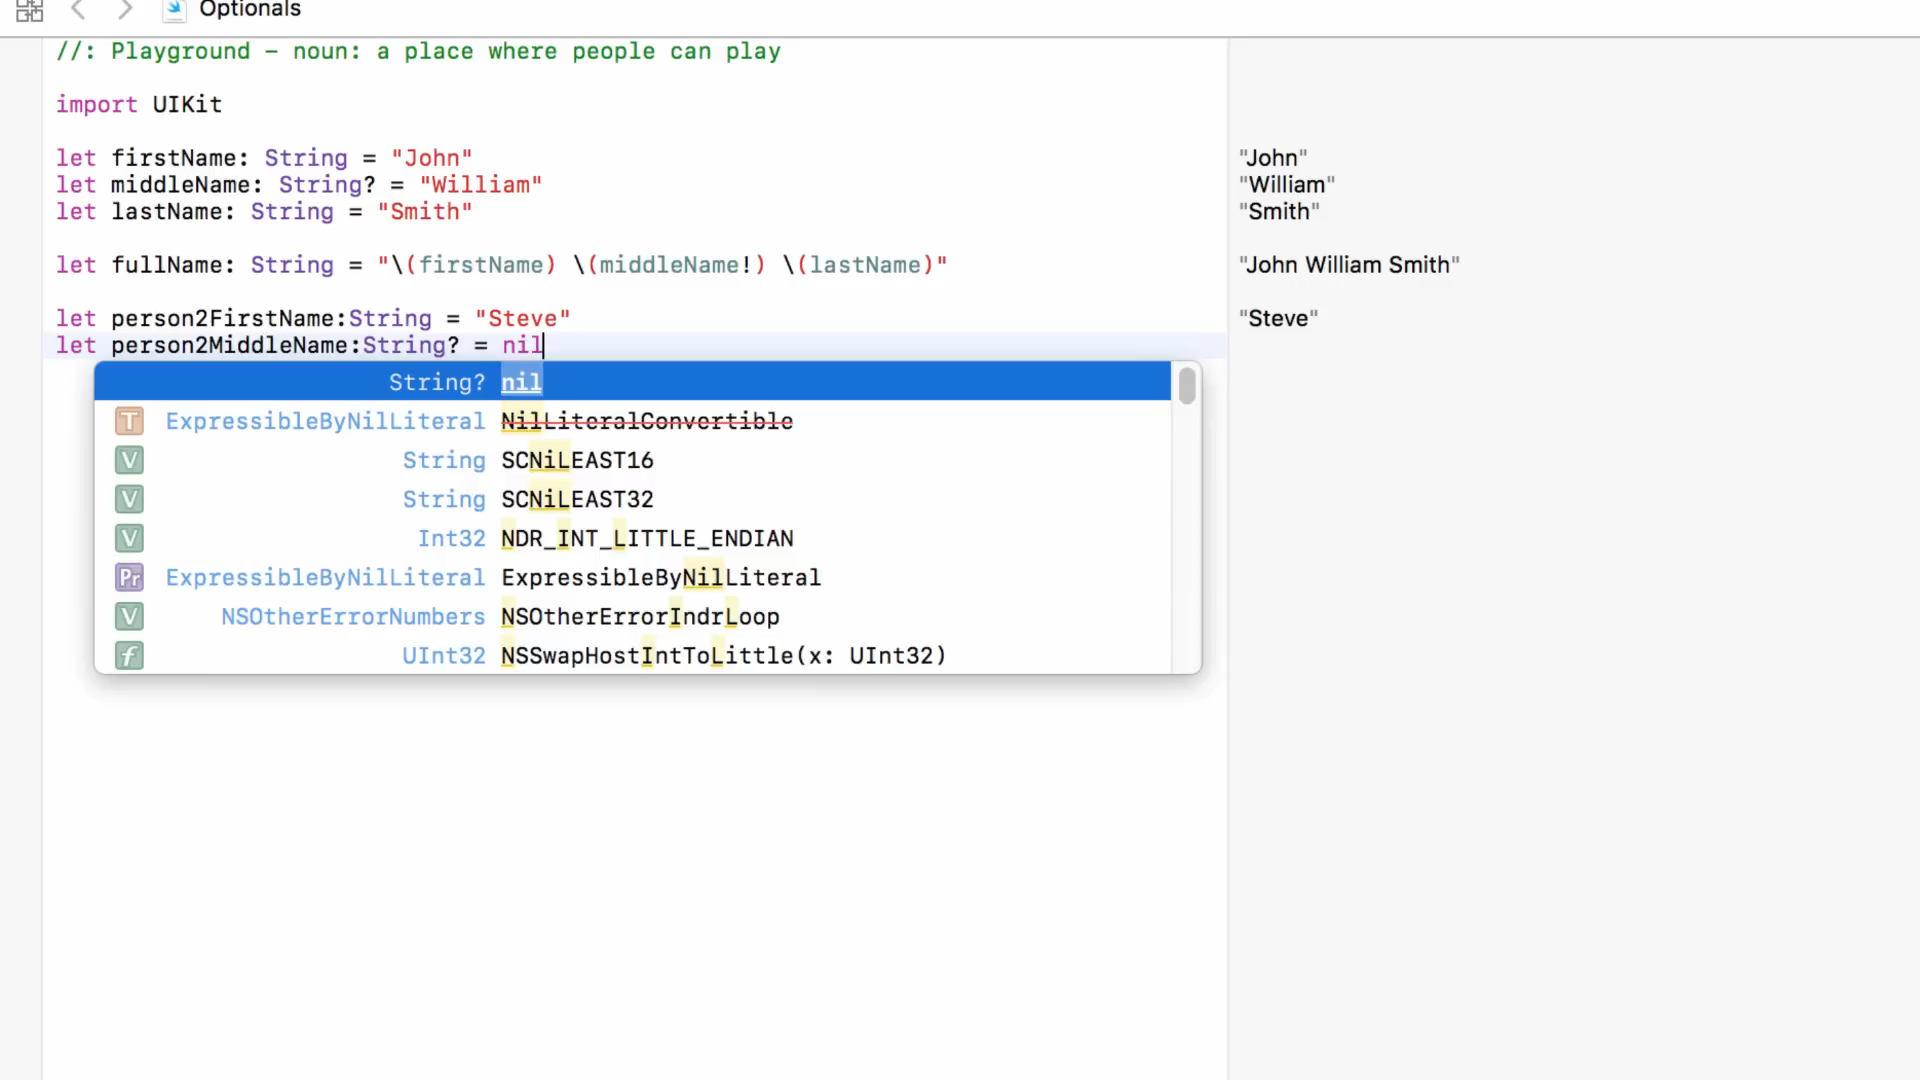 Optionals
//: Playground - noun: a place where people can play
import UIKit
let firstName: String = "John"
"John"
let middleName: String? = "William"
"William"
let lastName: String = "Smith"
"Smith"
let fullName: String = "\(firstName) \(middleName!) \(lastName)"
"John William Smith"
let person2FirstName:String = "Steve"
"Steve"
let person2MiddleName:String? = nil
String? nil
T ExpressibleByNilLiteral NilLiteralConvertible
V String SCNiLEAST16
V String SCNiLEAST32
V Int32 NDR_INT_LITTLE_ENDIAN
Pr ExpressibleByNilLiteral ExpressibleByNilLiteral
V NSOtherErrorNumbers NSOtherErrorIndrLoop
f UInt32 NSSwapHostIntToLittle(x: UInt32)